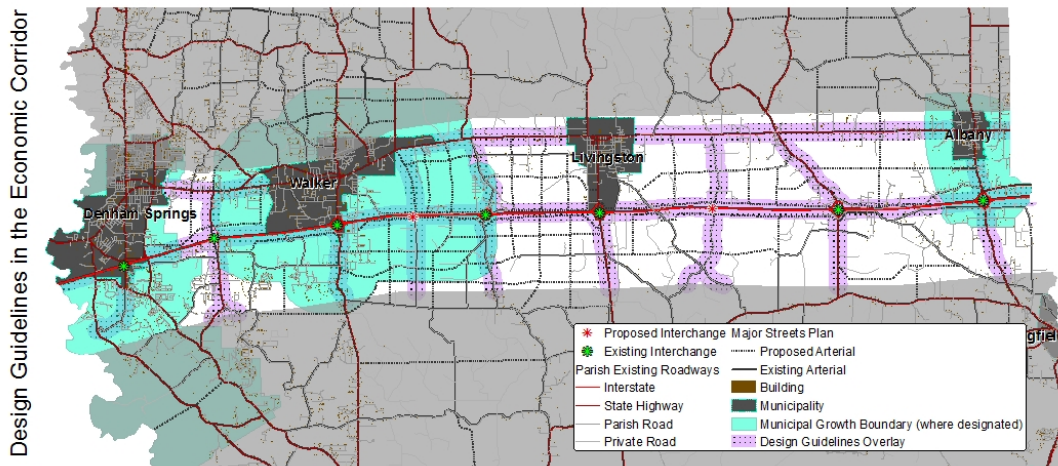 Design Guidelines in the Economic Corridor
Albany
Livingston
Walker
Denham Springs
Proposed Interchange
Existing Interchange
Parish Existing Roadways
Interstate
State Highway
Parish Road
Private Road
Major Streets Plan
Proposed Arterial
Existing Arterial
Building
Municipality
Municipal Growth Boundary (where designated)
Design Guidelines Overlay